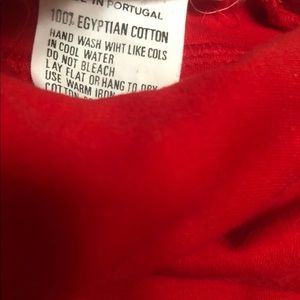 IN PORTUGAL
100% EGYPTIAN COTTON
HAND WASH WIHT LIKE COLS
IN COOL WATER
DO NOT BLEACH
LAY FLAT OR HANG TO DRY
USE WARM IRON
COTTON